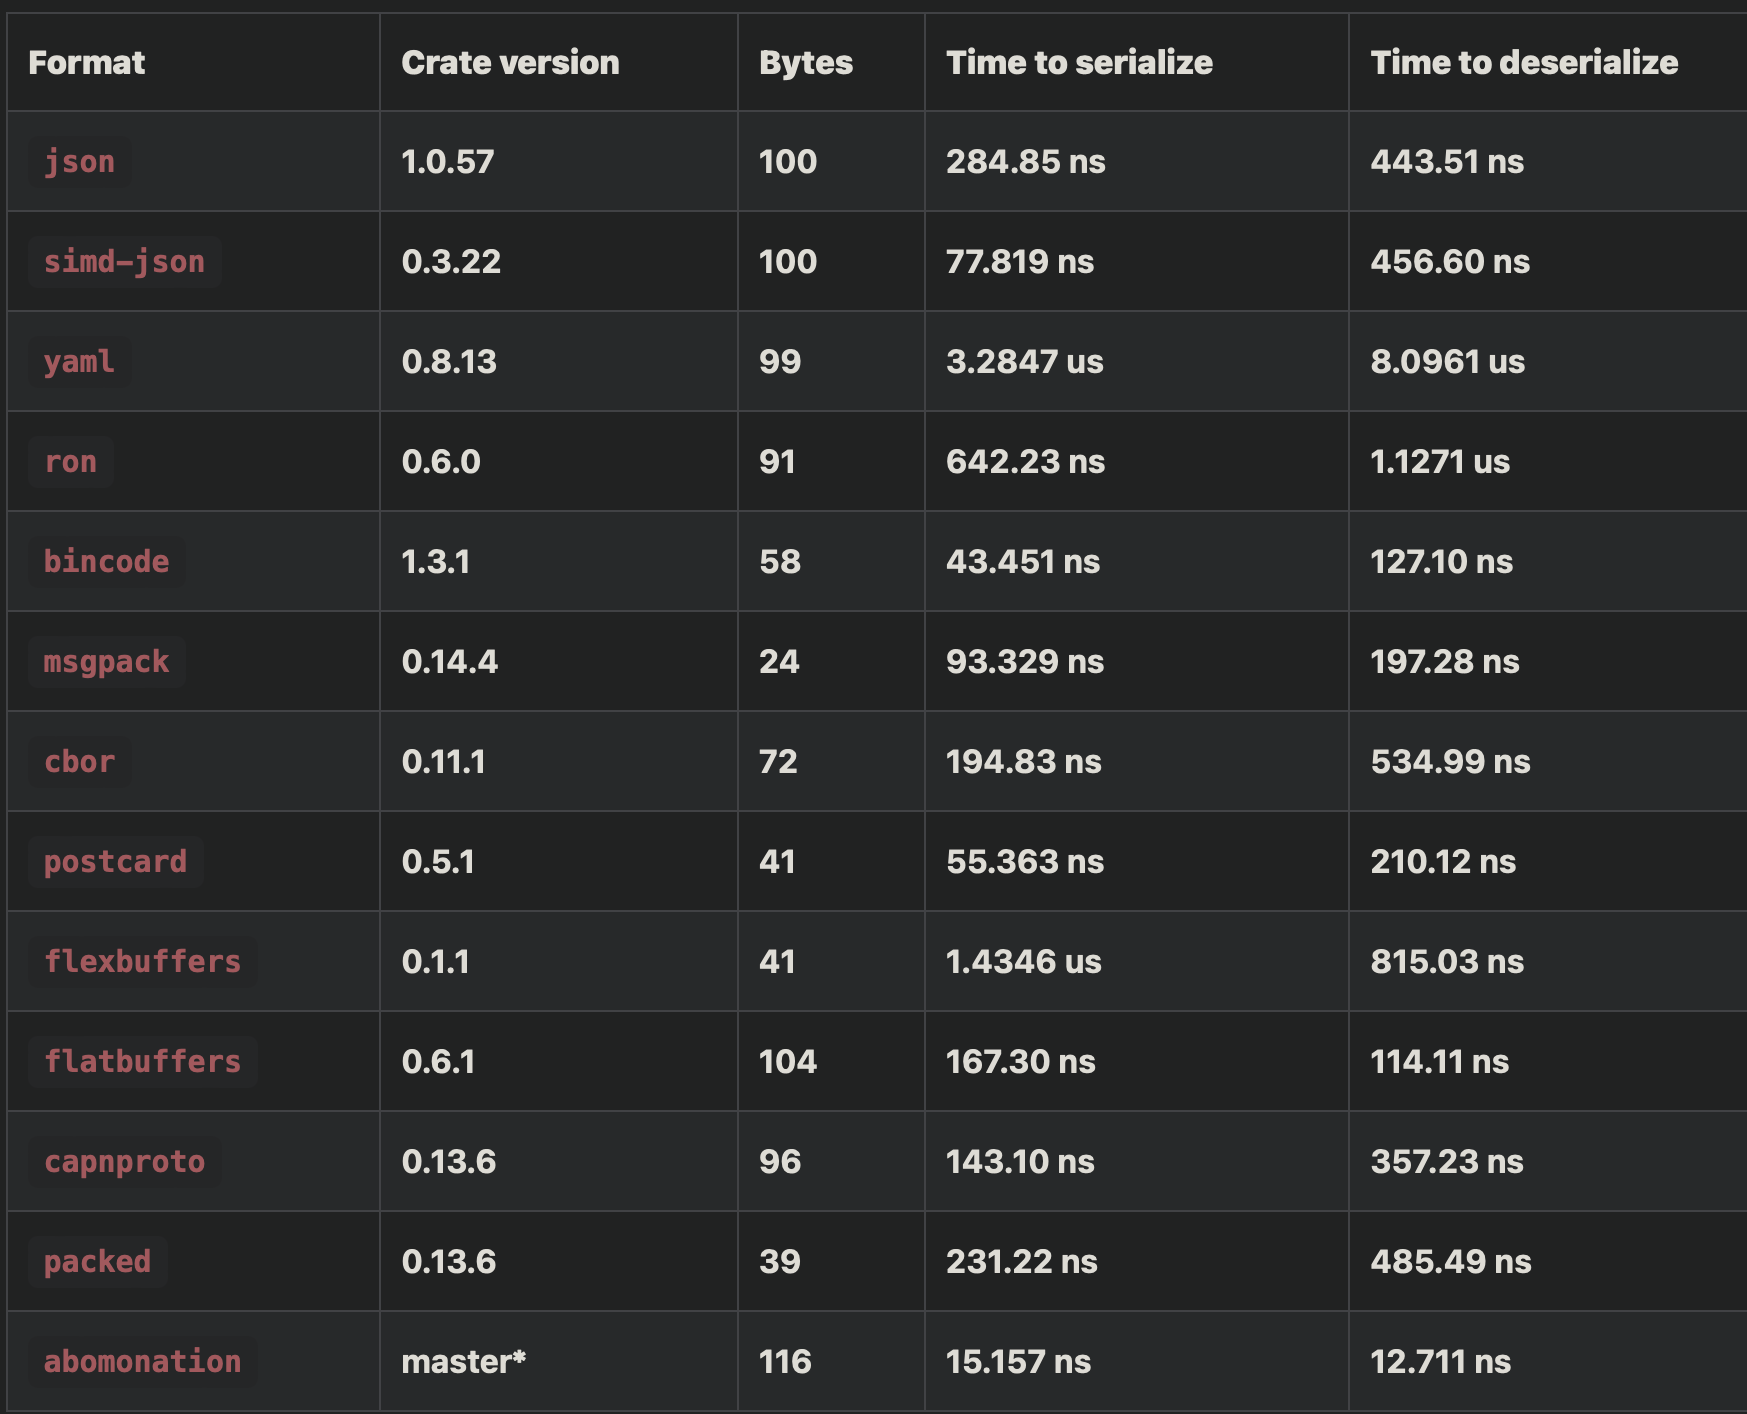 Format Crate version Bytes Time to serialize Time to deserialize
json 1.0.57 100 284.85 ns 443.51 ns
simd-json 0.3.22 100 77.819 ns 456.60 ns
yaml 0.8.13 99 3.2847 us 8.0961 us
ron 0.6.0 91 642.23 ns 1.1271 us
bincode 1.3.1 58 43.451 ns 127.10 ns
msgpack 0.14.4 24 93.329 ns 197.28 ns
cbor 0.11.1 72 194.83 ns 534.99 ns
postcard 0.5.1 41 55.363 ns 210.12 ns
flexbuffers 0.1.1 41 1.4346 us 815.03 ns
flatbuffers 0.6.1 104 167.30 ns 114.11 ns
capnproto 0.13.6 96 143.10 ns 357.23 ns
packed 0.13.6 39 231.22 ns 485.49 ns
abomonation master* 116 15.157 ns 12.711 ns